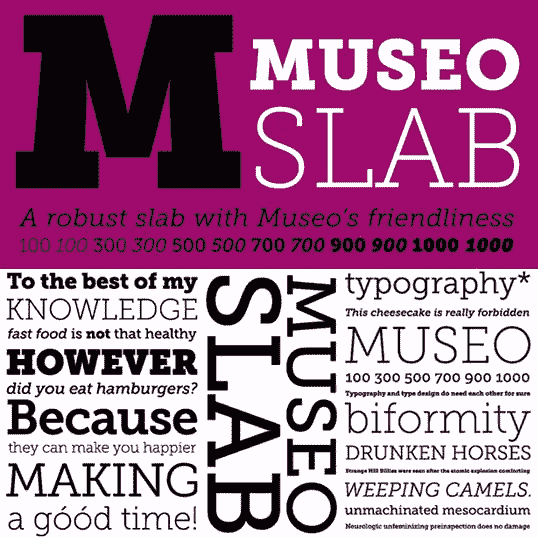 M
MUSEO
SLAB
A robust slab with Museo's friendliness
100 100 300 300 500 500 700 700 900 900 1000 1000
To the best of my
KNOWLEDGE
fast food is not that healthy
HOWEVER
did you eat hamburgers?
Because
they can make you happier
MAKING
a góód time!
SLAB
MUSEO
typography*
This cheesecake is really forbidden
MUSEO
100 300 500 700 900 1000
Typography and type design do need each other for sure
biformity
DRUNKEN HORSES
Strange Hill Billies were seen after the atomic explosion comforting
WEEPING CAMELS.
unmachinated mesocardium
Neurologic unfeminizing preinspection does no damage